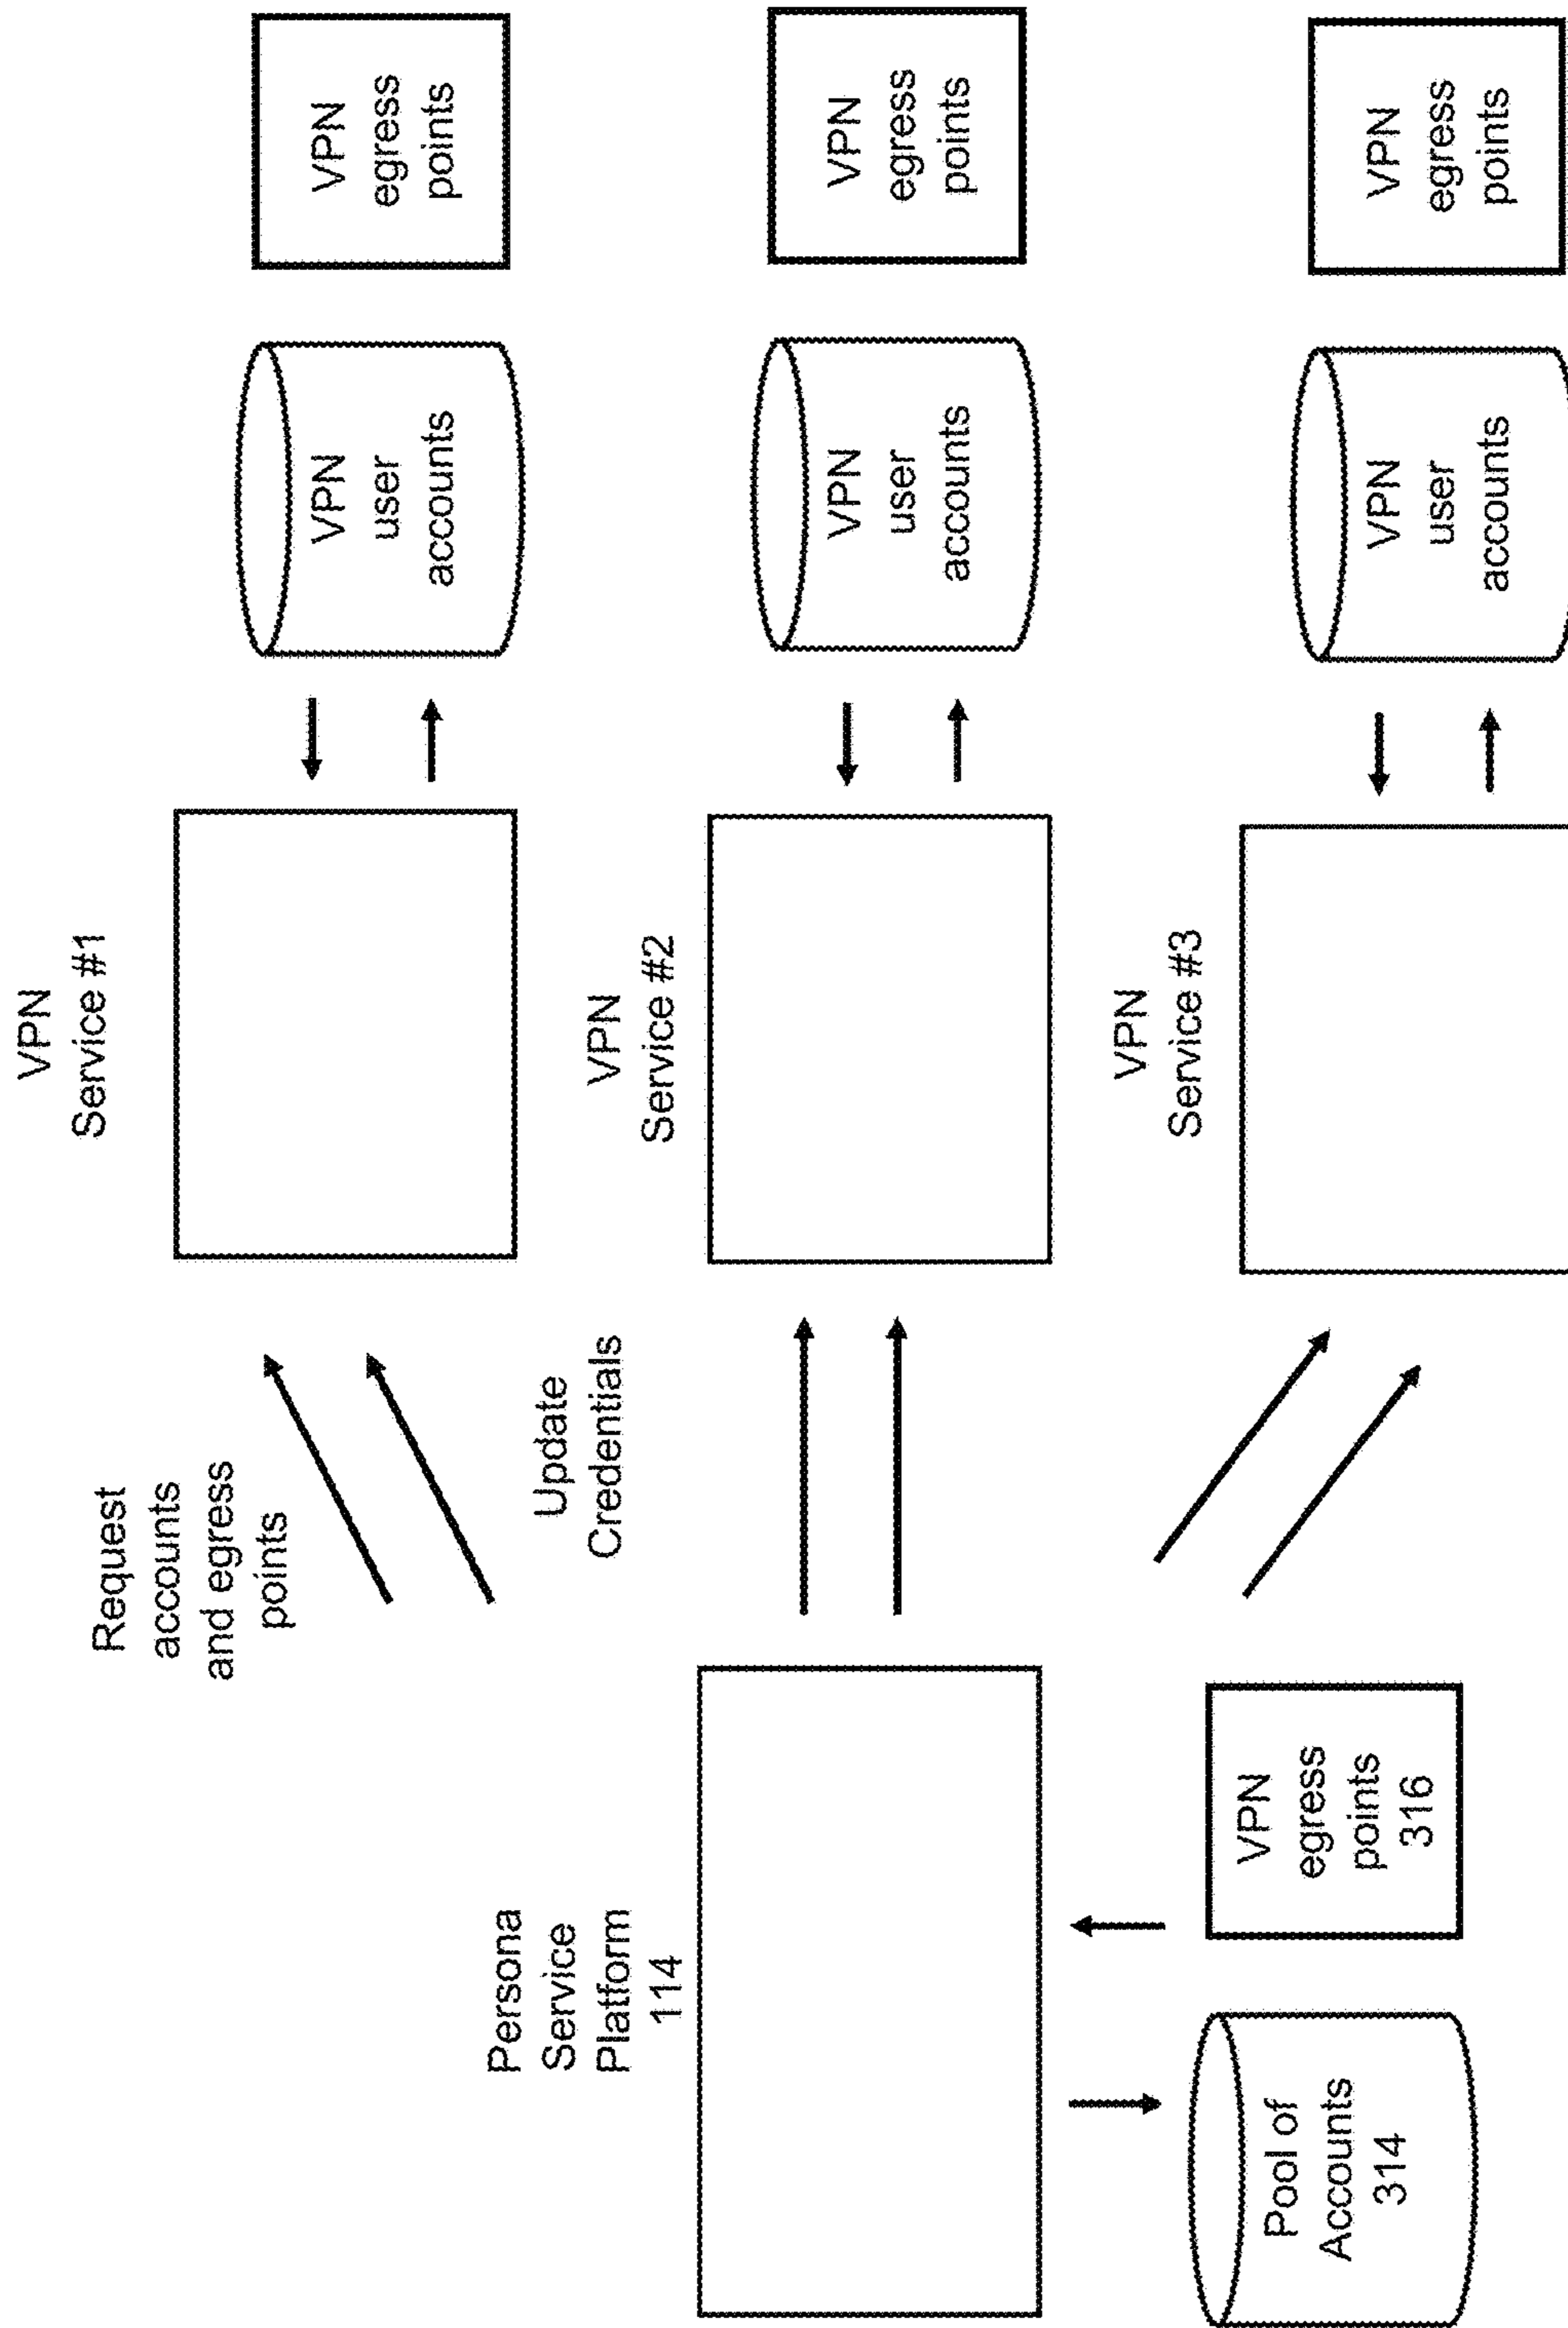 VPN
Service #1
Request
accounts
and egress
points
VPN
user
accounts
VPN
egress
points
Persona
Service
Platform
114
Update
Credentials
VPN
Service #2
VPN
user
accounts
VPN
egress
points
VPN
Service #3
Pool of
Accounts
314
VPN
egress
points
316
VPN
user
accounts
VPN
egress
points